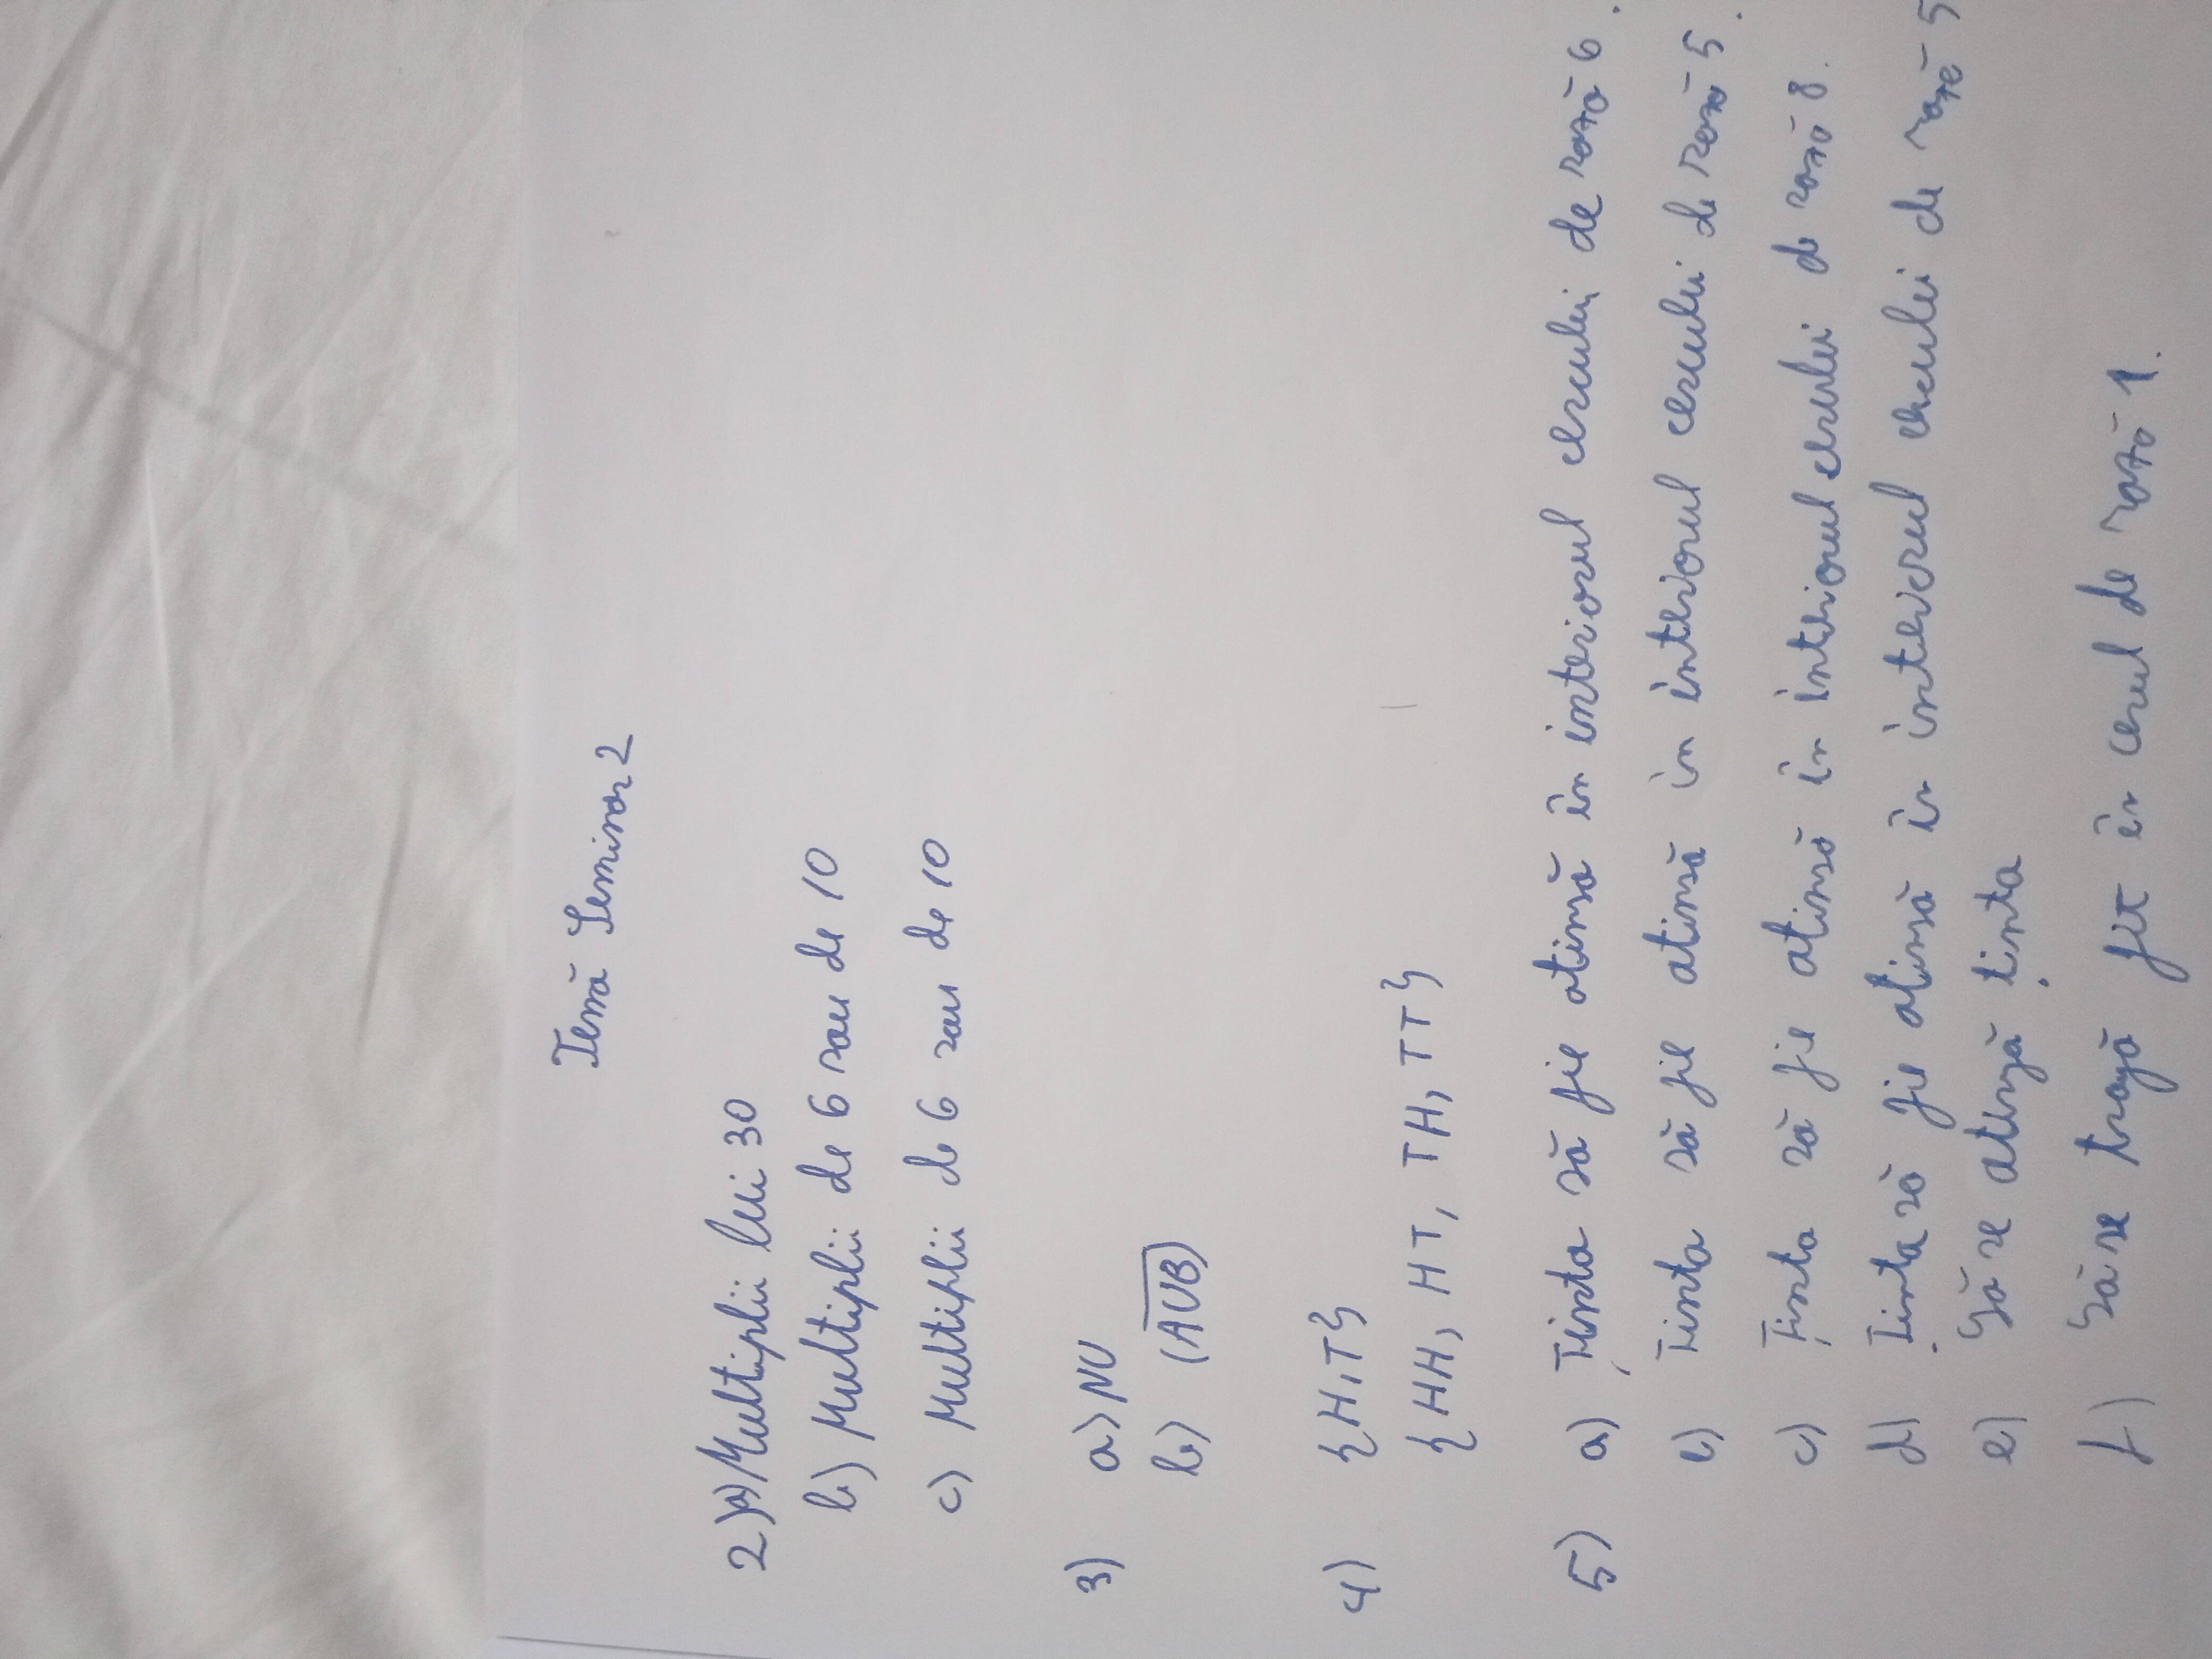 Temă Seminar 2
2) a) Multiplii lui 30
b) Multiplii de 6 sau de 10
c) Multiplii de 6 sau de 10
3) a) NU
b) (A̅U̅B̅)
4) {H,T}
{HH, HT, TH, TT}
5) a) Ținta să fie atinsă în interiorul cercului de rază 6.
b) Tinta să fie atinsă in interiorul cercului de rază 5.
c) Ținta să fie atinsă în interiorul cercului de rază 8.
d) Ținta să fie atinsă în interiorul cercului de rază 5
e) Să se atingă ținta
f) Să se tragă fix în cercul de rază 1.